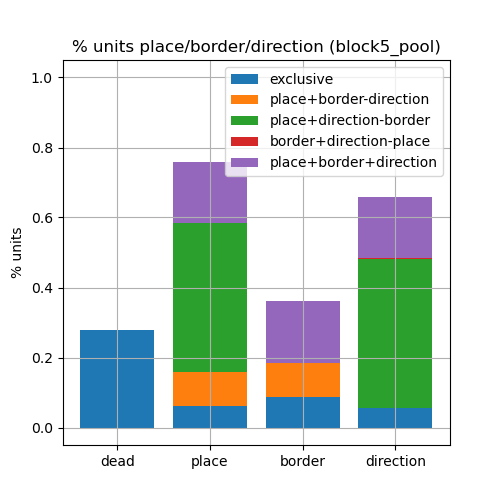 % units place/border/direction (block5_pool)
exclusive
place+border-direction
place+direction-border
border+direction-place
place+border+direction
% units
1.0
0.8
0.6
0.4
0.2
0.0
dead place border direction